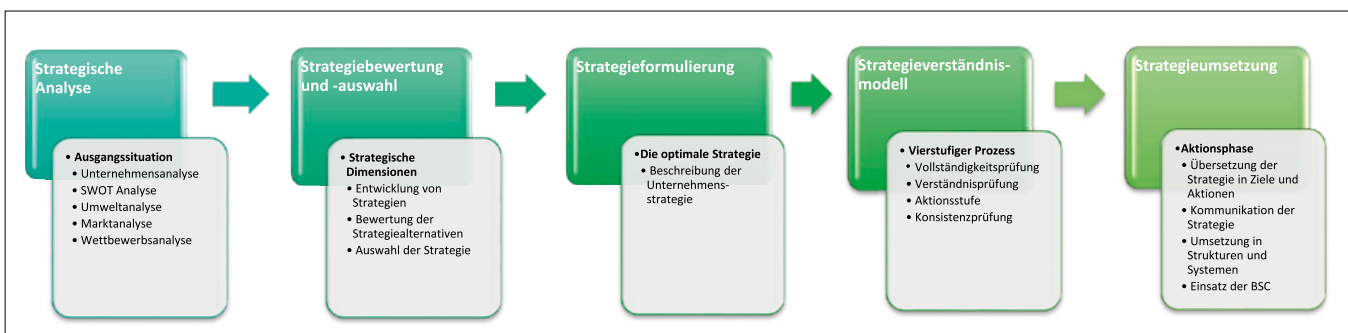 Strategische
Analyse
• Ausgangssituation
• Unternehmensanalyse
• SWOT Analyse
• Umweltanalyse
• Marktanalyse
• Wettbewerbsanalyse
Strategiebewertung
und -auswahl
• Strategische
Dimensionen
• Entwicklung von
Strategien
• Bewertung der
Strategiealternativen
• Auswahl der Strategie
Strategieformulierung
•Die optimale Strategie
• Beschreibung der
Unternehmens-
strategie
Strategieverständnis-
modell
• Vierstufiger Prozess
• Vollständigkeitsprüfung
• Verständnisprüfung
• Aktionsstufe
• Konsistenzprüfung
Strategieumsetzung
•Aktionsphase
• Übersetzung der
Strategie in Ziele und
Aktionen
• Kommunikation der
Strategie
• Umsetzung in
Strukturen und
Systemen
• Einsatz der BSC